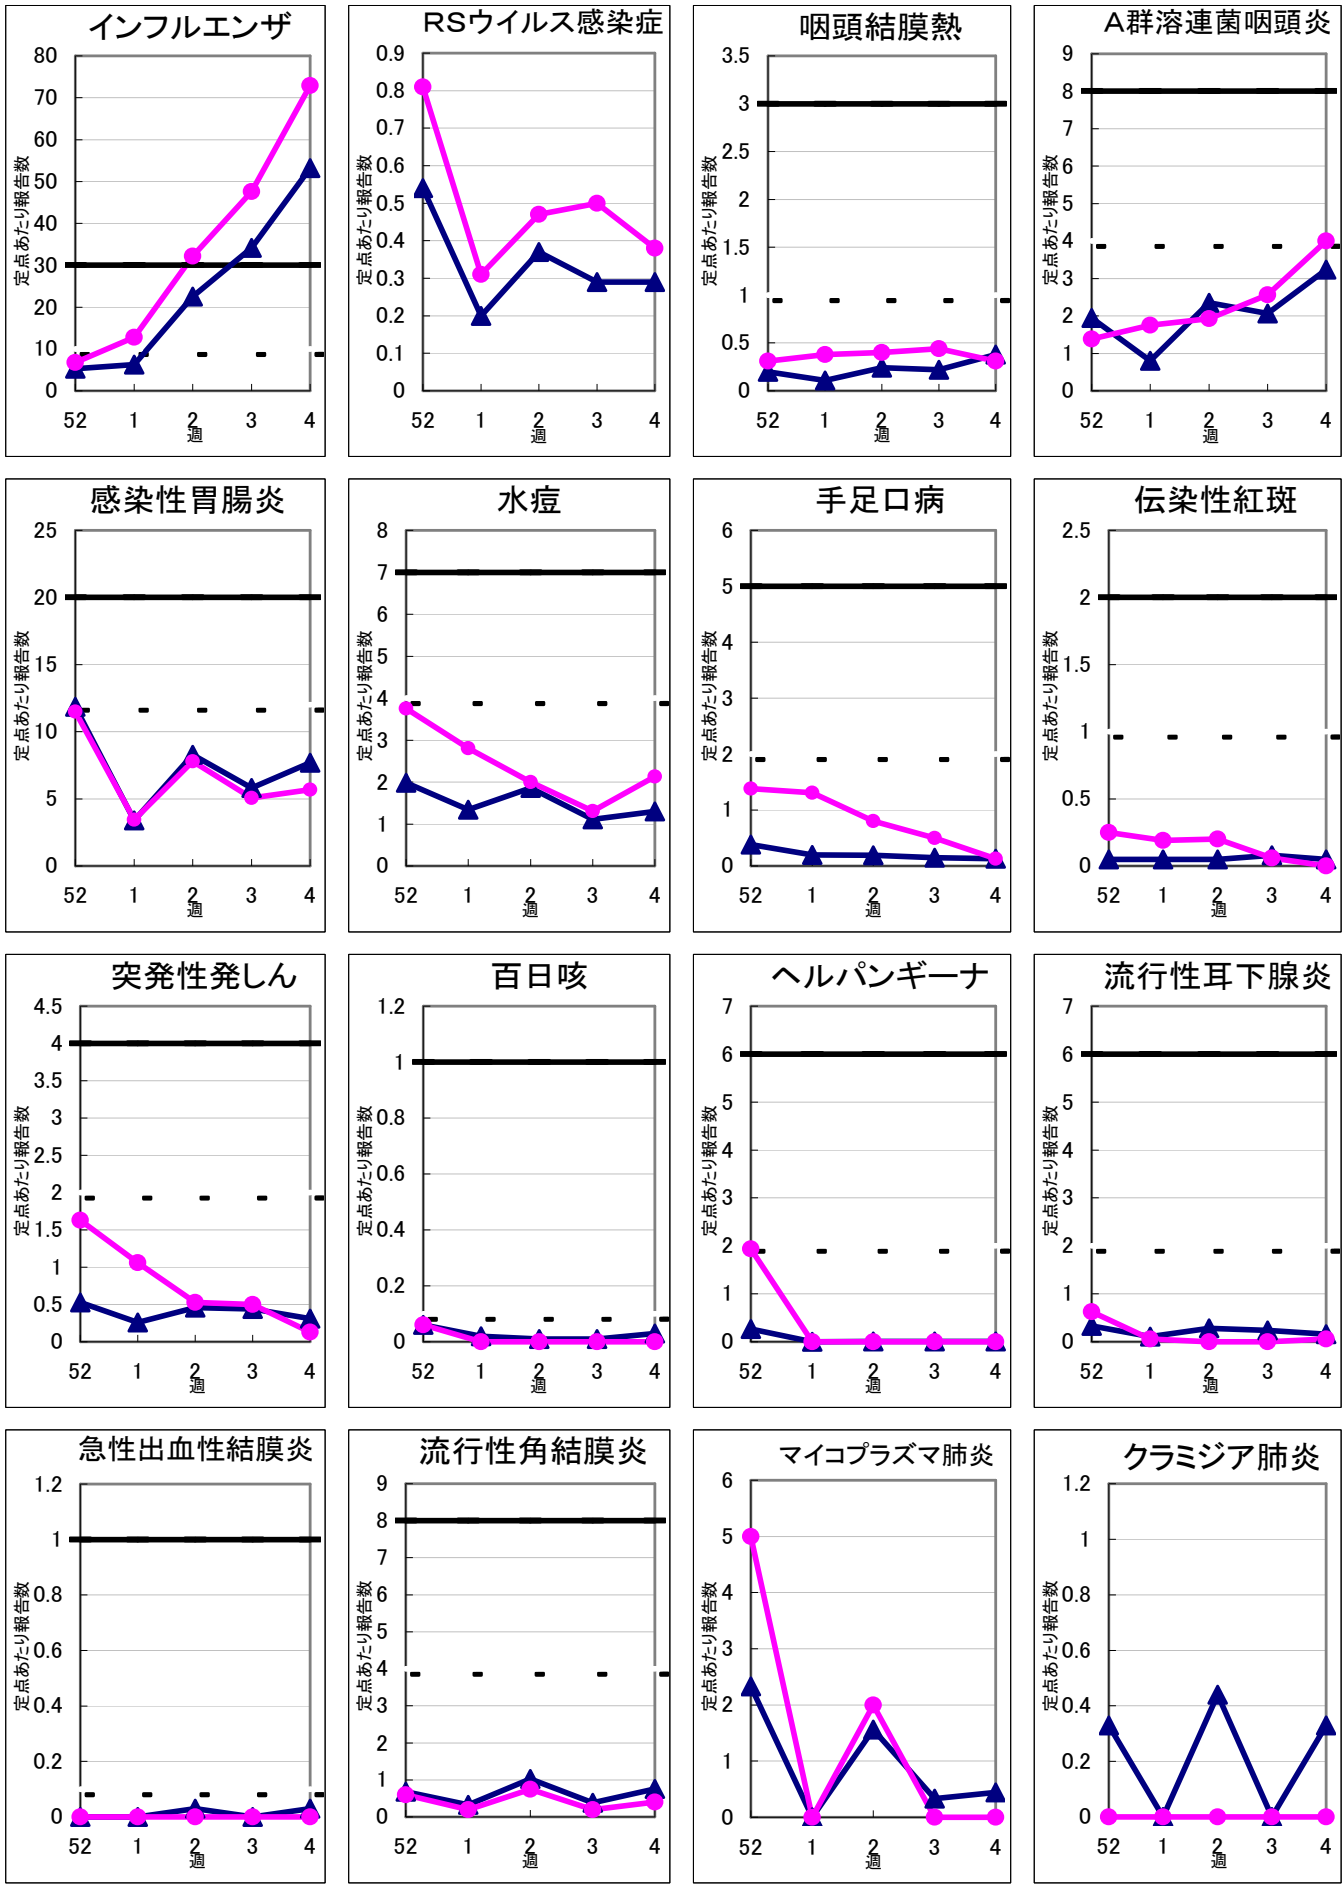 インフルエンザ
定点あたり報告数
80
70
60
50
40
30
20
10
0
52 1 2 3 4
週
RSウイルス感染症
定点あたり報告数
0.9
0.8
0.7
0.6
0.5
0.4
0.3
0.2
0.1
0
52 1 2 3 4
週
咽頭結膜熱
定点あたり報告数
3.5
3
2.5
2
1.5
1
0.5
0
52 1 2 3 4
週
A群溶連菌咽頭炎
定点あたり報告数
9
8
7
6
5
4
3
2
1
0
52 1 2 3 4
週
感染性胃腸炎
定点あたり報告数
25
20
15
10
5
0
52 1 2 3 4
週
水痘
定点あたり報告数
8
7
6
5
4
3
2
1
0
52 1 2 3 4
週
手足口病
定点あたり報告数
6
5
4
3
2
1
0
52 1 2 3 4
週
伝染性紅斑
定点あたり報告数
2.5
2
1.5
1
0.5
0
52 1 2 3 4
週
突発性発しん
定点あたり報告数
4.5
4
3.5
3
2.5
2
1.5
1
0.5
0
52 1 2 3 4
週
百日咳
定点あたり報告数
1.2
1
0.8
0.6
0.4
0.2
0
52 1 2 3 4
週
ヘルパンギーナ
定点あたり報告数
7
6
5
4
3
2
1
0
52 1 2 3 4
週
流行性耳下腺炎
定点あたり報告数
7
6
5
4
3
2
1
0
52 1 2 3 4
週
急性出血性結膜炎
定点あたり報告数
1.2
1
0.8
0.6
0.4
0.2
0
52 1 2 3 4
週
流行性角結膜炎
定点あたり報告数
9
8
7
6
5
4
3
2
1
0
52 1 2 3 4
週
マイコプラズマ肺炎
定点あたり報告数
6
5
4
3
2
1
0
52 1 2 3 4
週
クラミジア肺炎
定点あたり報告数
1.2
1
0.8
0.6
0.4
0.2
0
52 1 2 3 4
週